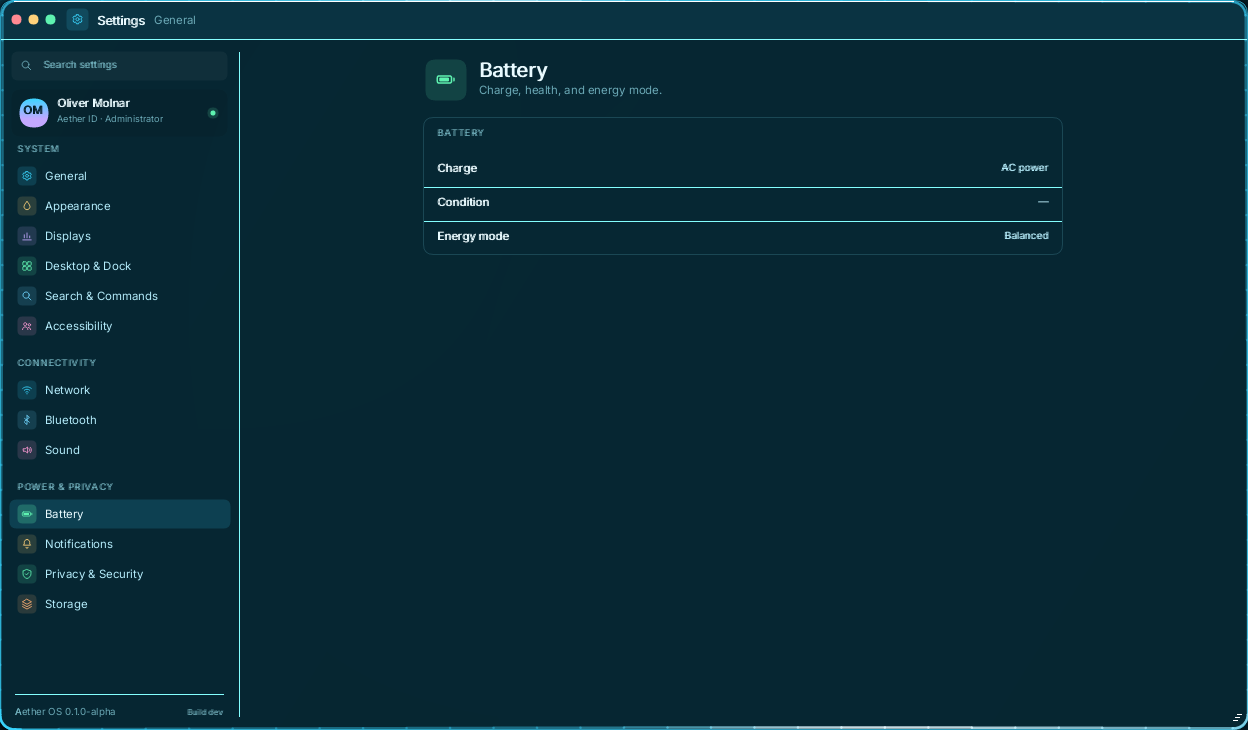 Settings General
Search settings
OM
Oliver Molnar
Aether ID · Administrator
SYSTEM
General
Appearance
Displays
Desktop & Dock
Search & Commands
Accessibility
CONNECTIVITY
Network
Bluetooth
Sound
POWER & PRIVACY
Battery
Notifications
Privacy & Security
Storage
Aether OS 0.1.0-alpha Build dev
Battery
Charge, health, and energy mode.
BATTERY
Charge AC power
Condition —
Energy mode Balanced